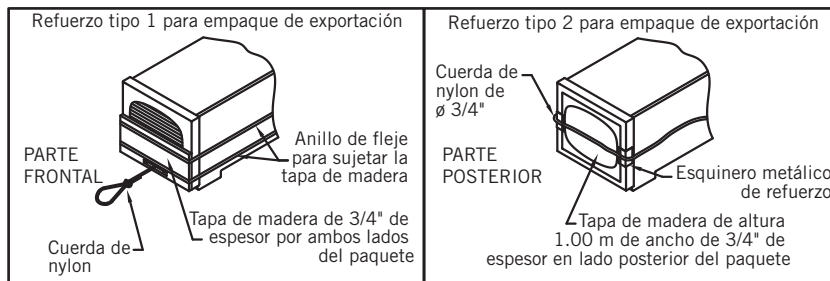 Refuerzo tipo 1 para empaque de exportación
PARTE
FRONTAL
Anillo de fleje
para sujetar la
tapa de madera
Tapa de madera de 3/4" de
espesor por ambos lados
del paquete
Cuerda de
nylon
Refuerzo tipo 2 para empaque de exportación
Cuerda de
nylon de
ø 3/4"
PARTE
POSTERIOR
Esquinero metálico
de refuerzo
Tapa de madera de altura
1.00 m de ancho de 3/4" de
espesor en lado posterior del paquete